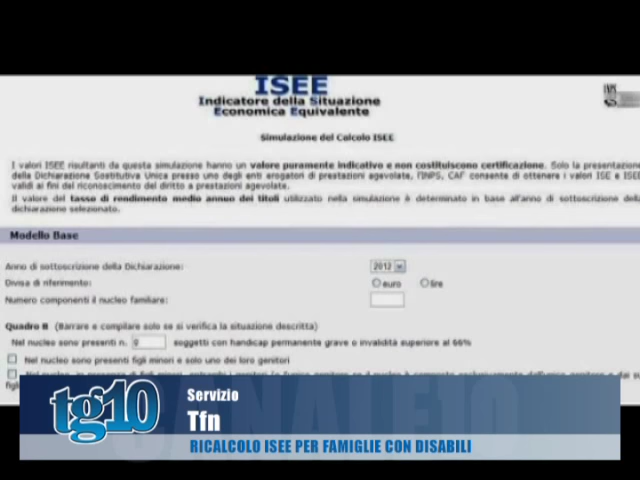 ISEE
Indicatore della Situazione
Economica Equivalente
Simulazione del Calcolo ISEE
I valori ISEE risultanti da questa simulazione hanno un valore puramente indicativo e non costituiscono certificazione. Solo la presentazione
della Dichiarazione Sostitutiva Unica presso uno degli enti erogatori di prestazioni agevolate, l'INPS, CAF consente di ottenere i valori ISE e ISEE
validi ai fini del riconoscimento del diritto a prestazioni agevolate.
Il valore del tasso di rendimento medio annuo dei titoli utilizzato nella simulazione è determinato in base all'anno di sottoscrizione della
dichiarazione selezionato.
Modello Base
Anno di sottoscrizione della Dichiarazione: 2012
Divisa di riferimento: euro lire
Numero componenti il nucleo familiare:
Quadro B (Barrare e compilare solo se si verifica la situazione descritta)
Nel nucleo sono presenti n. 0 soggetti con handicap permanente grave o invalidità superiore al 66%
Nel nucleo sono presenti figli minori e solo uno dei loro genitori
tg10
Servizio
Tfn
CANALE10
RICALCOLO ISEE PER FAMIGLIE CON DISABILI